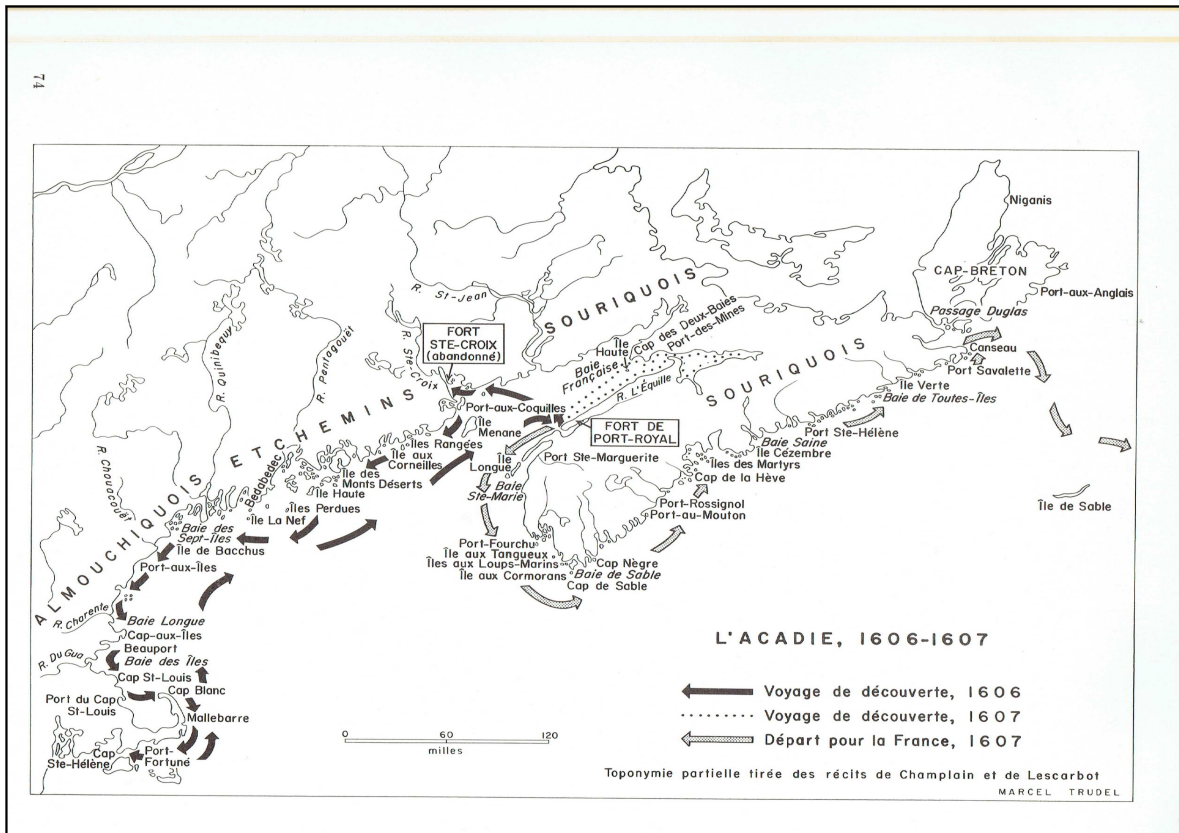 74
Niganis
CAP-BRETON
Port-aux-Anglais
Passage Duglas
Canseau
Port Savalette
Île Verte
Baie de Toutes-Îles
Port Ste-Hélène
Baie Saine
Île Cézembre
Îles des Martyrs
Cap de la Hève
Port-Rossignol
Port-au-Mouton
Île de Sable
SOURIQUOIS
SOURIQUOIS
R. St-Jean
FORT
STE-CROIX
(abandonné)
R. Ste-Croix
Île
Haute
Cap des Deux-Baies
Port-des-Mines
Baie
Française
R. L'Équille
FORT DE
PORT-ROYAL
Port-aux-Coquilles
Île
Menane
Îles Rangées
Île aux
Corneilles
Île des
Monts Déserts
Île Haute
Îles Perdues
Île La Nef
Bedabedec
R. Pentagouët
R. Quinibequy
R. Chouacouët
ETCHEMINS
ALMOUCHIQUOIS
Île
Longue
Port Ste-Marguerite
Baie
Ste-Marie
Port-Fourchu
Île aux Tangueux
Îles aux Loups-Marins
Île aux Cormorans
Cap Nègre
Baie de Sable
Cap de Sable
Baie des
Sept-Îles
Île de Bacchus
Port-aux-Îles
R. Charente
Baie Longue
Cap-aux-Îles
Beauport
Baie des Îles
R. Du Gua
Cap St-Louis
Cap Blanc
Port du Cap
St-Louis
Mallebarre
Cap
Ste-Hélène
Port-
Fortuné
0 60 120
milles
L'ACADIE, 1606-1607
Voyage de découverte, 1606
Voyage de découverte, 1607
Départ pour la France, 1607
Toponymie partielle tirée des récits de Champlain et de Lescarbot
MARCEL TRUDEL